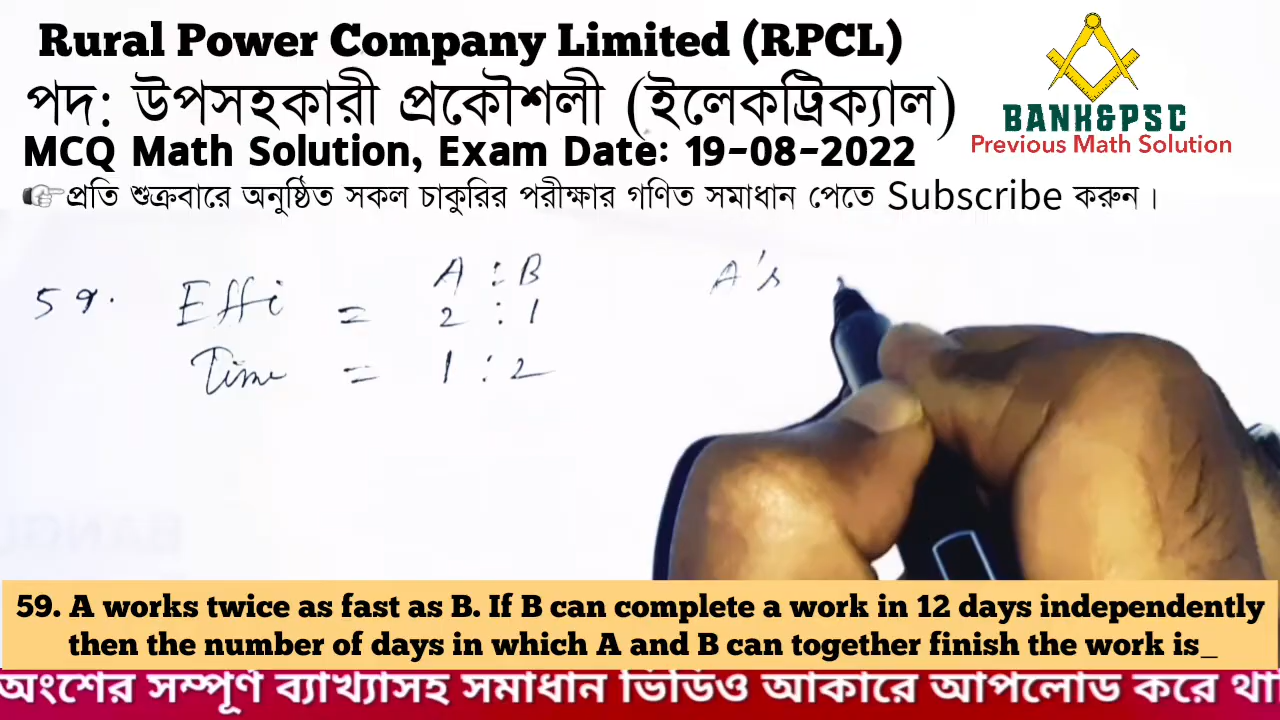 Rural Power Company Limited (RPCL)
পদ: উপসহকারী প্রকৌশলী (ইলেকট্রিক্যাল)
MCQ Math Solution, Exam Date: 19-08-2022
BANK&PSC
Previous Math Solution
👉প্রতি শুক্রবারে অনুষ্ঠিত সকল চাকুরির পরীক্ষার গণিত সমাধান পেতে Subscribe করুন।
A : B
59. Effi = 2 : 1
Time = 1 : 2
A's
59. A works twice as fast as B. If B can complete a work in 12 days independently
then the number of days in which A and B can together finish the work is_
অংশের সম্পূর্ণ ব্যাখ্যাসহ সমাধান ভিডিও আকারে আপলোড করে থা